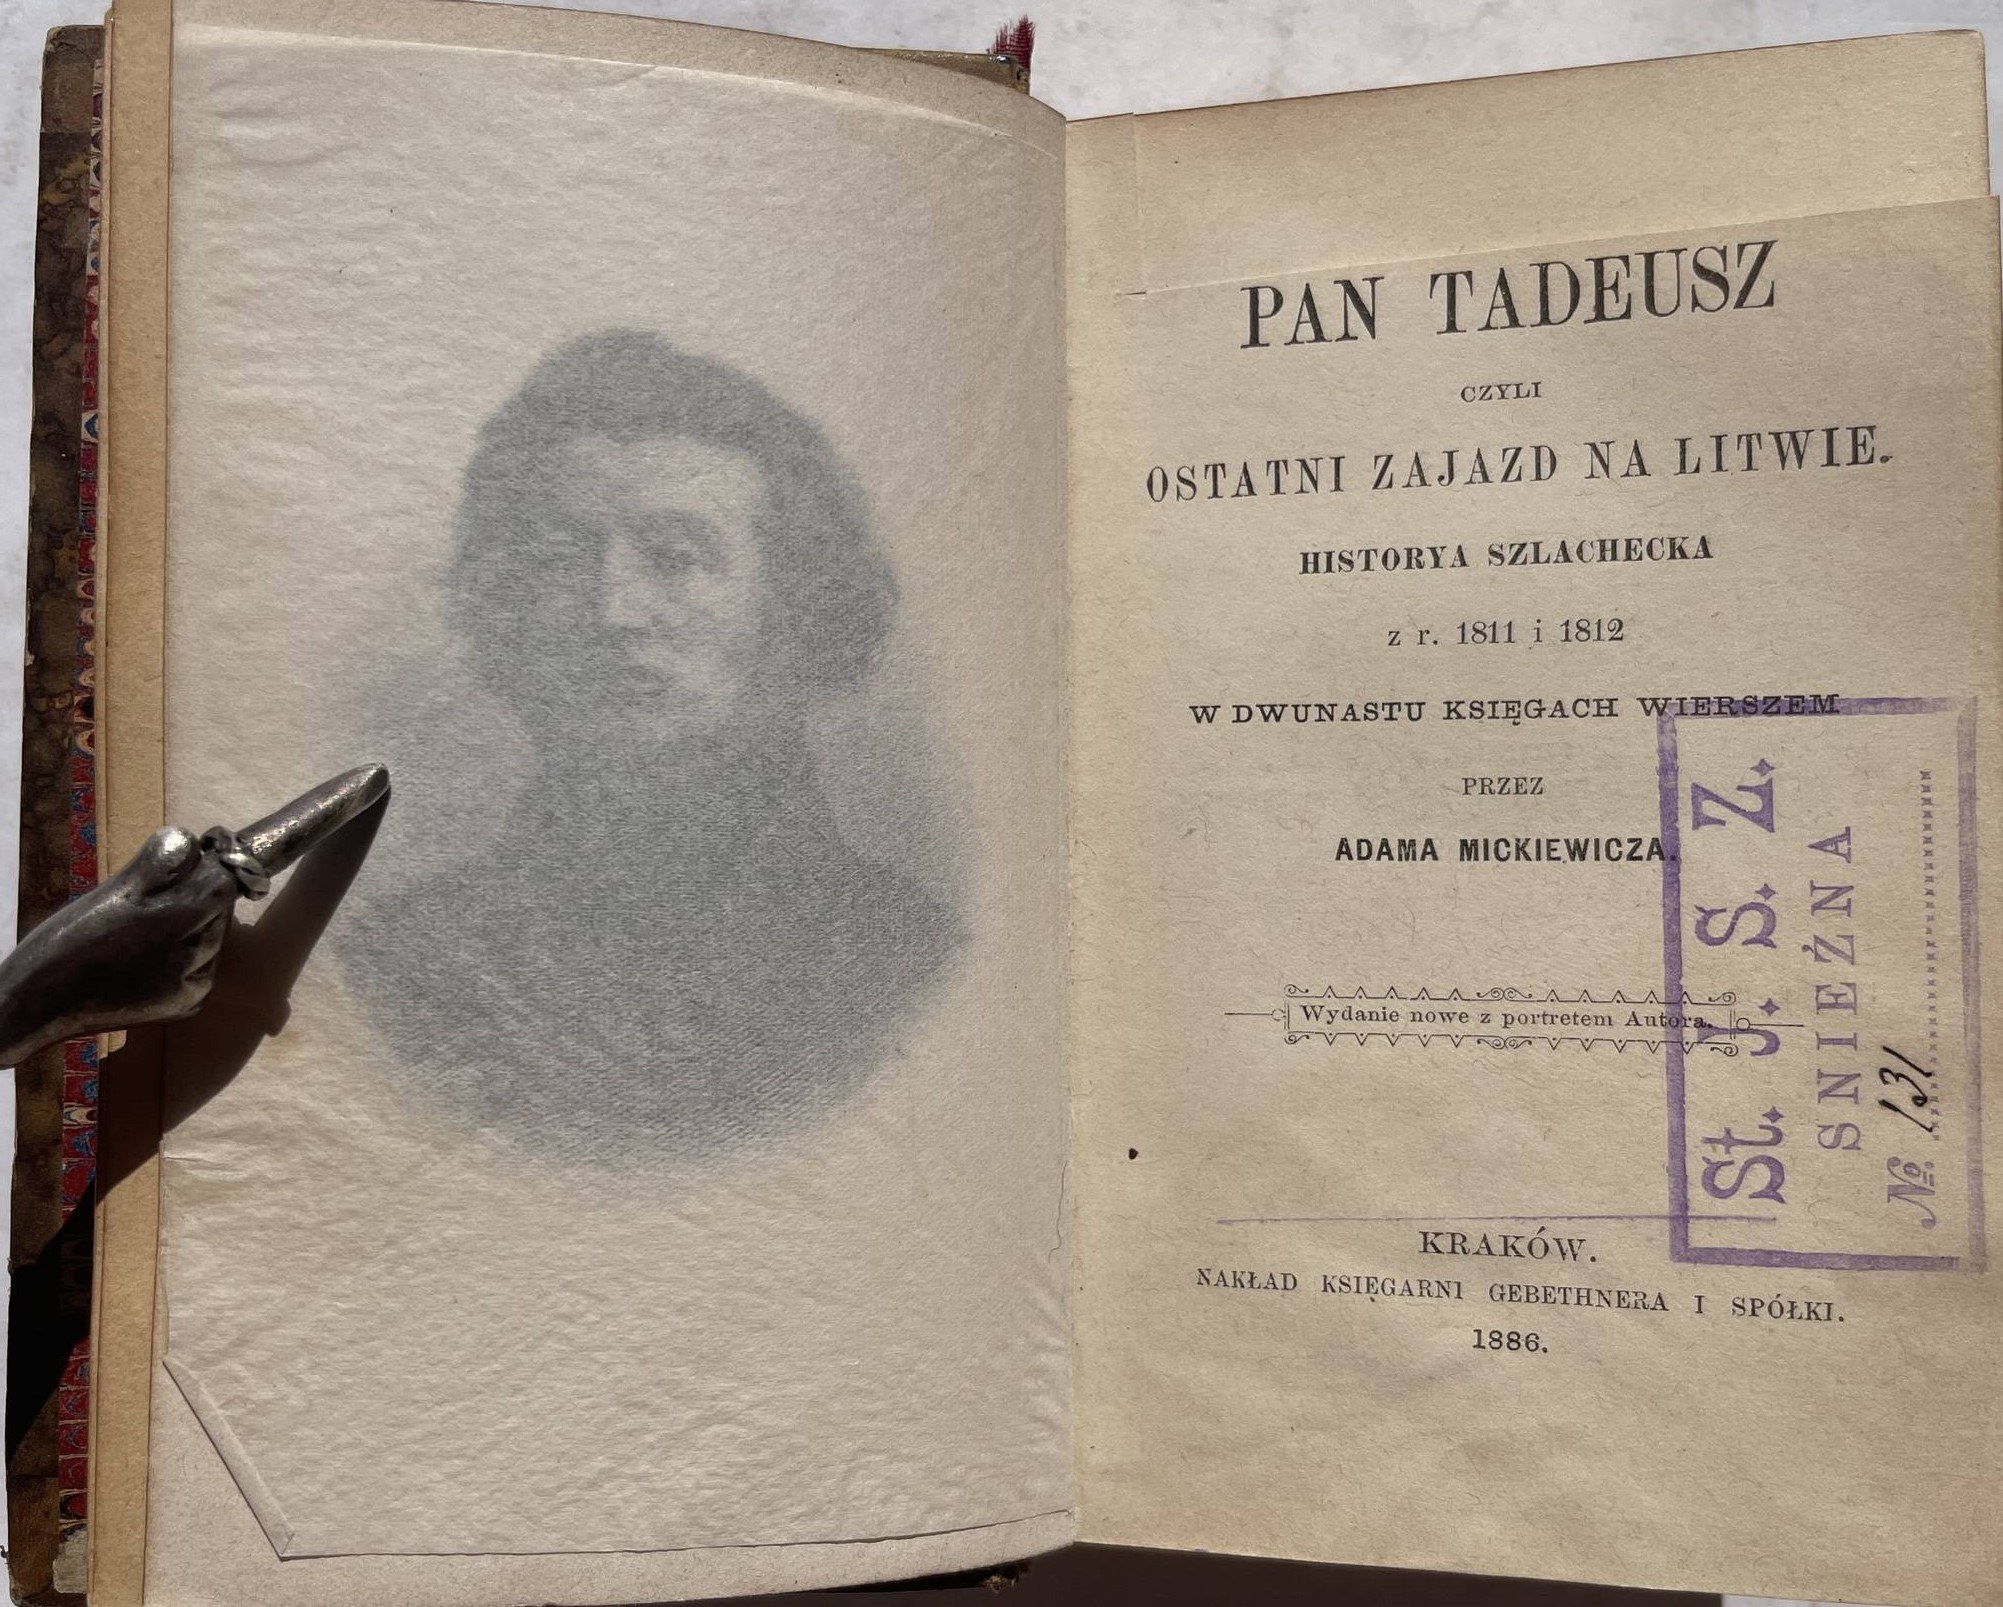 PAN TADEUSZ
CZYLI
OSTATNI ZAJAZD NA LITWIE.
HISTORYA SZLACHECKA
z r. 1811 i 1812
W DWUNASTU KSIĘGACH WIERSZEM
PRZEZ
ADAMA MICKIEWICZA.
Wydanie nowe z portretem Autora.
KRAKÓW.
NAKŁAD KSIĘGARNI GEBETHNERA I SPÓŁKI.
1886.
St. J. S. Z.
SNIEŻNA
№ 131